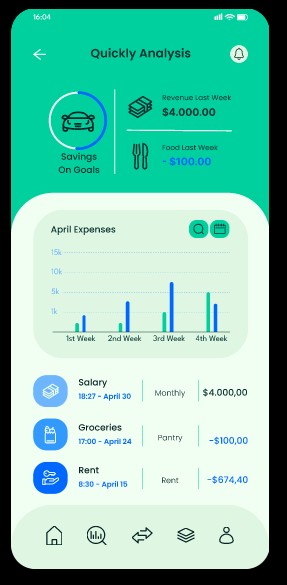 16:04
Quickly Analysis
Revenue Last Week
$4.000.00
Food Last Week
- $100.00
Savings
On Goals
April Expenses
15k
10k
5k
1k
1st Week 2nd Week 3rd Week 4th Week
Salary
18:27 - April 30
Monthly
$4.000,00
Groceries
17:00 - April 24
Pantry
-$100,00
Rent
8:30 - April 15
Rent
-$674,40